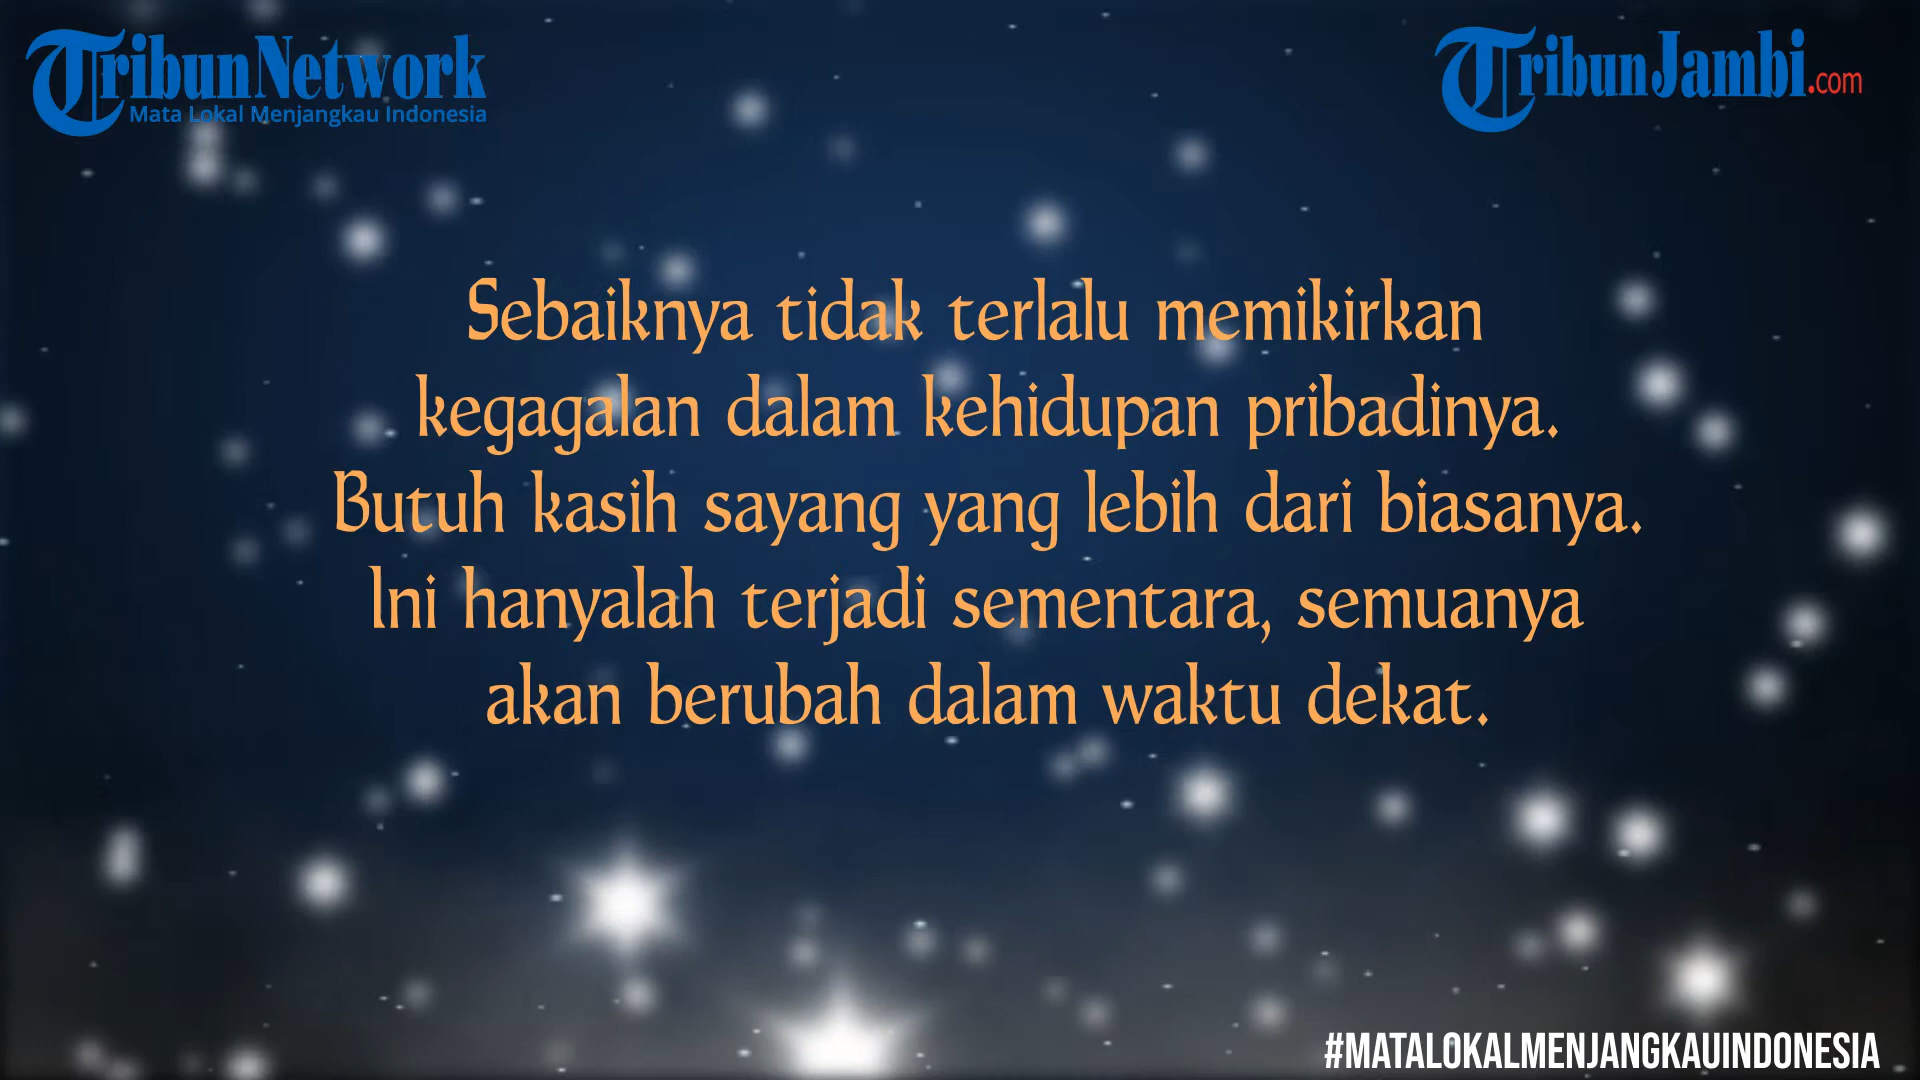 TribunNetwork
Mata Lokal Menjangkau Indonesia
TribunJambi.com
Sebaiknya tidak terlalu memikirkan
kegagalan dalam kehidupan pribadinya.
Butuh kasih sayang yang lebih dari biasanya.
Ini hanyalah terjadi sementara, semuanya
akan berubah dalam waktu dekat.
#MATALOKALMENJANGKAUINDONESIA